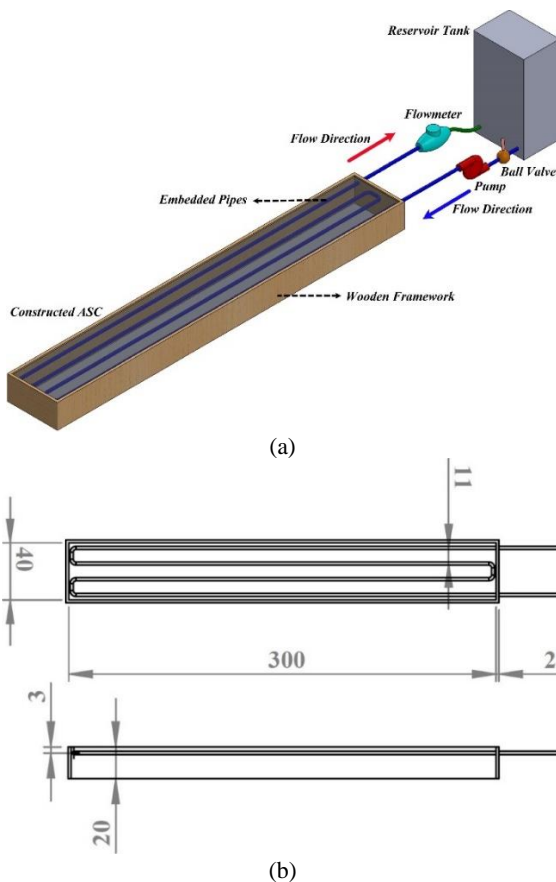 Reservoir Tank
Flowmeter
Flow Direction
Ball Valve
Pump
Embedded Pipes
Flow Direction
Wooden Framework
Constructed ASC
(a)
11
40
300
2
3
20
(b)